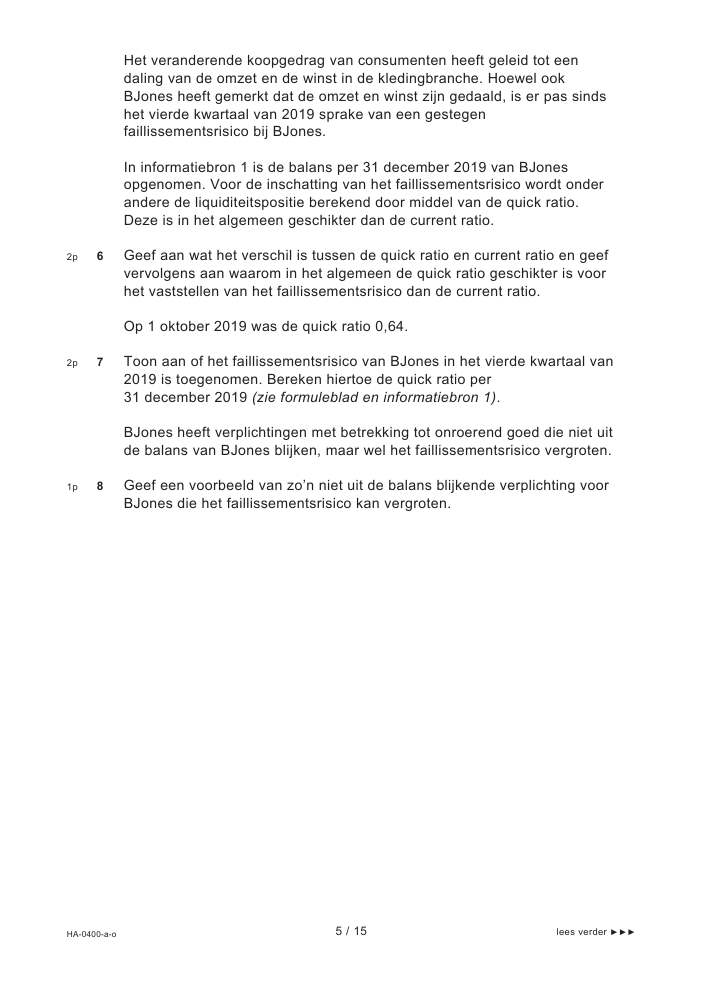 Het veranderende koopgedrag van consumenten heeft geleid tot een
daling van de omzet en de winst in de kledingbranche. Hoewel ook
BJones heeft gemerkt dat de omzet en winst zijn gedaald, is er pas sinds
het vierde kwartaal van 2019 sprake van een gestegen
faillissementsrisico bij BJones.
In informatiebron 1 is de balans per 31 december 2019 van BJones
opgenomen. Voor de inschatting van het faillissementsrisico wordt onder
andere de liquiditeitspositie berekend door middel van de quick ratio.
Deze is in het algemeen geschikter dan de current ratio.
2p 6 Geef aan wat het verschil is tussen de quick ratio en current ratio en geef
vervolgens aan waarom in het algemeen de quick ratio geschikter is voor
het vaststellen van het faillissementsrisico dan de current ratio.
Op 1 oktober 2019 was de quick ratio 0,64.
2p 7 Toon aan of het faillissementsrisico van BJones in het vierde kwartaal van
2019 is toegenomen. Bereken hiertoe de quick ratio per
31 december 2019 (zie formuleblad en informatiebron 1).
BJones heeft verplichtingen met betrekking tot onroerend goed die niet uit
de balans van BJones blijken, maar wel het faillissementsrisico vergroten.
1p 8 Geef een voorbeeld van zo’n niet uit de balans blijkende verplichting voor
BJones die het faillissementsrisico kan vergroten.
HA-0400-a-o 5 / 15 lees verder ►►►